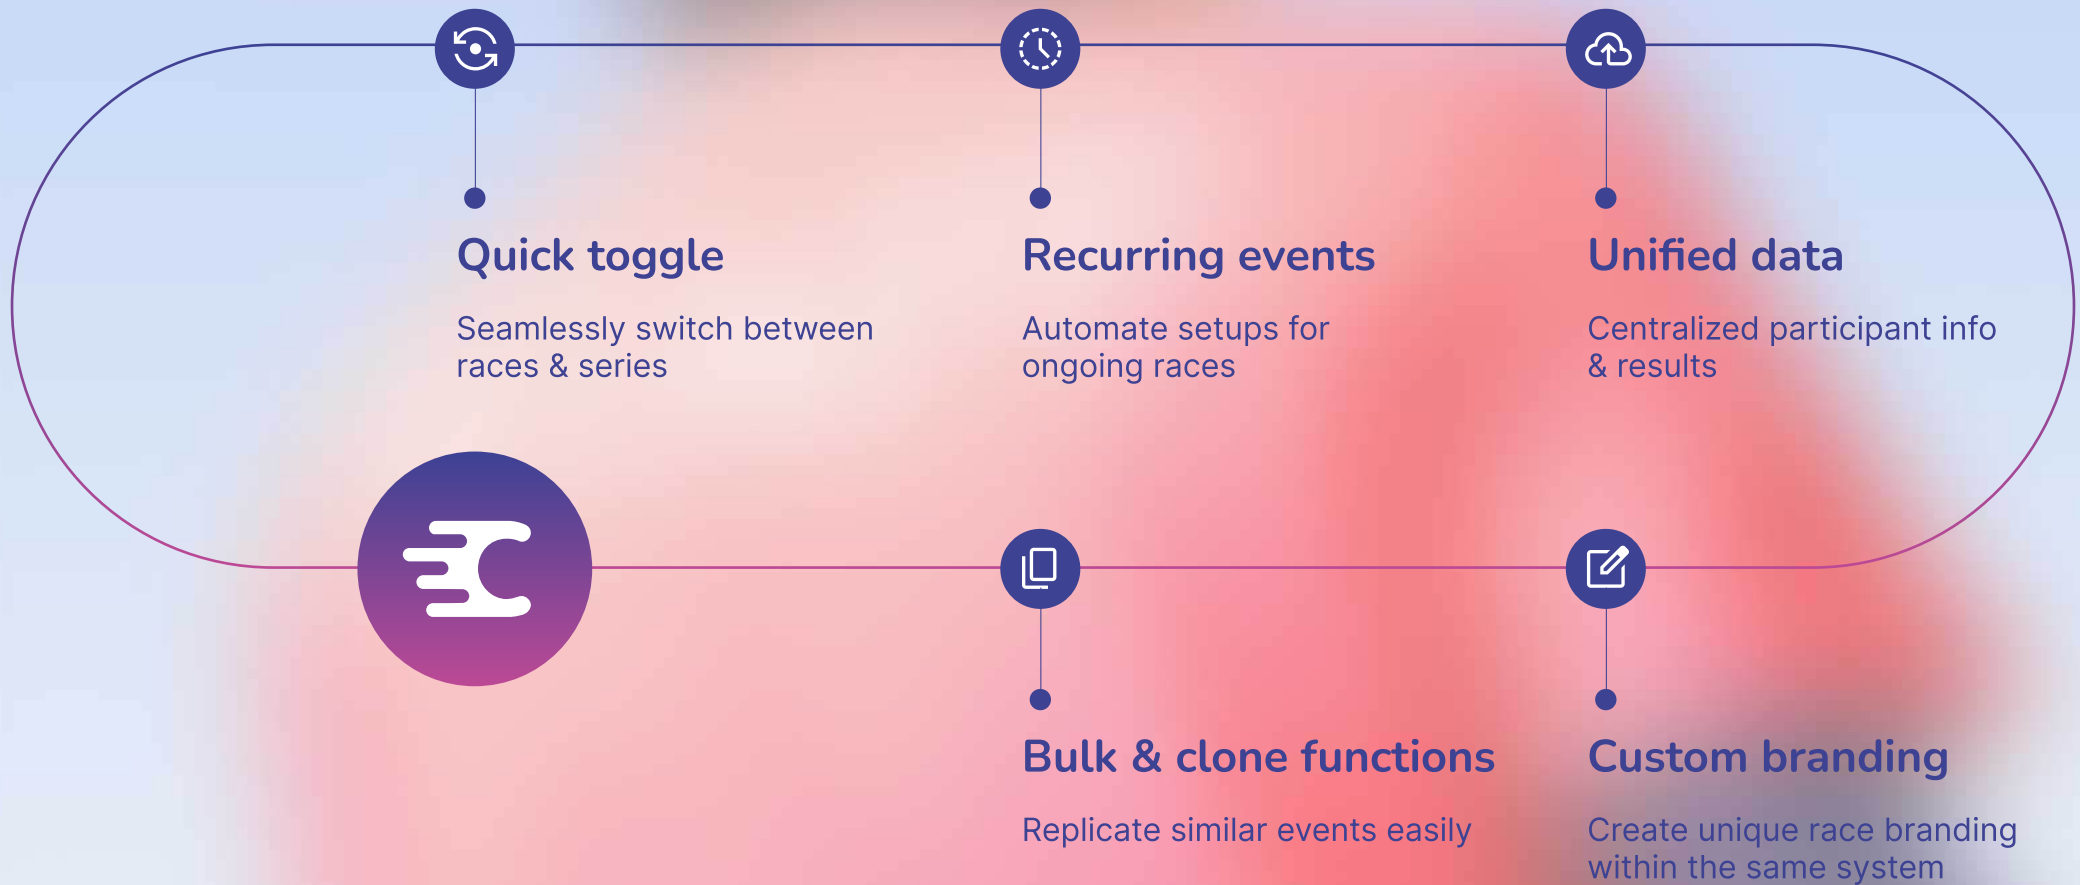 Quick toggle
Seamlessly switch between
races & series
Recurring events
Automate setups for
ongoing races
Unified data
Centralized participant info
& results
Bulk & clone functions
Replicate similar events easily
Custom branding
Create unique race branding
within the same system